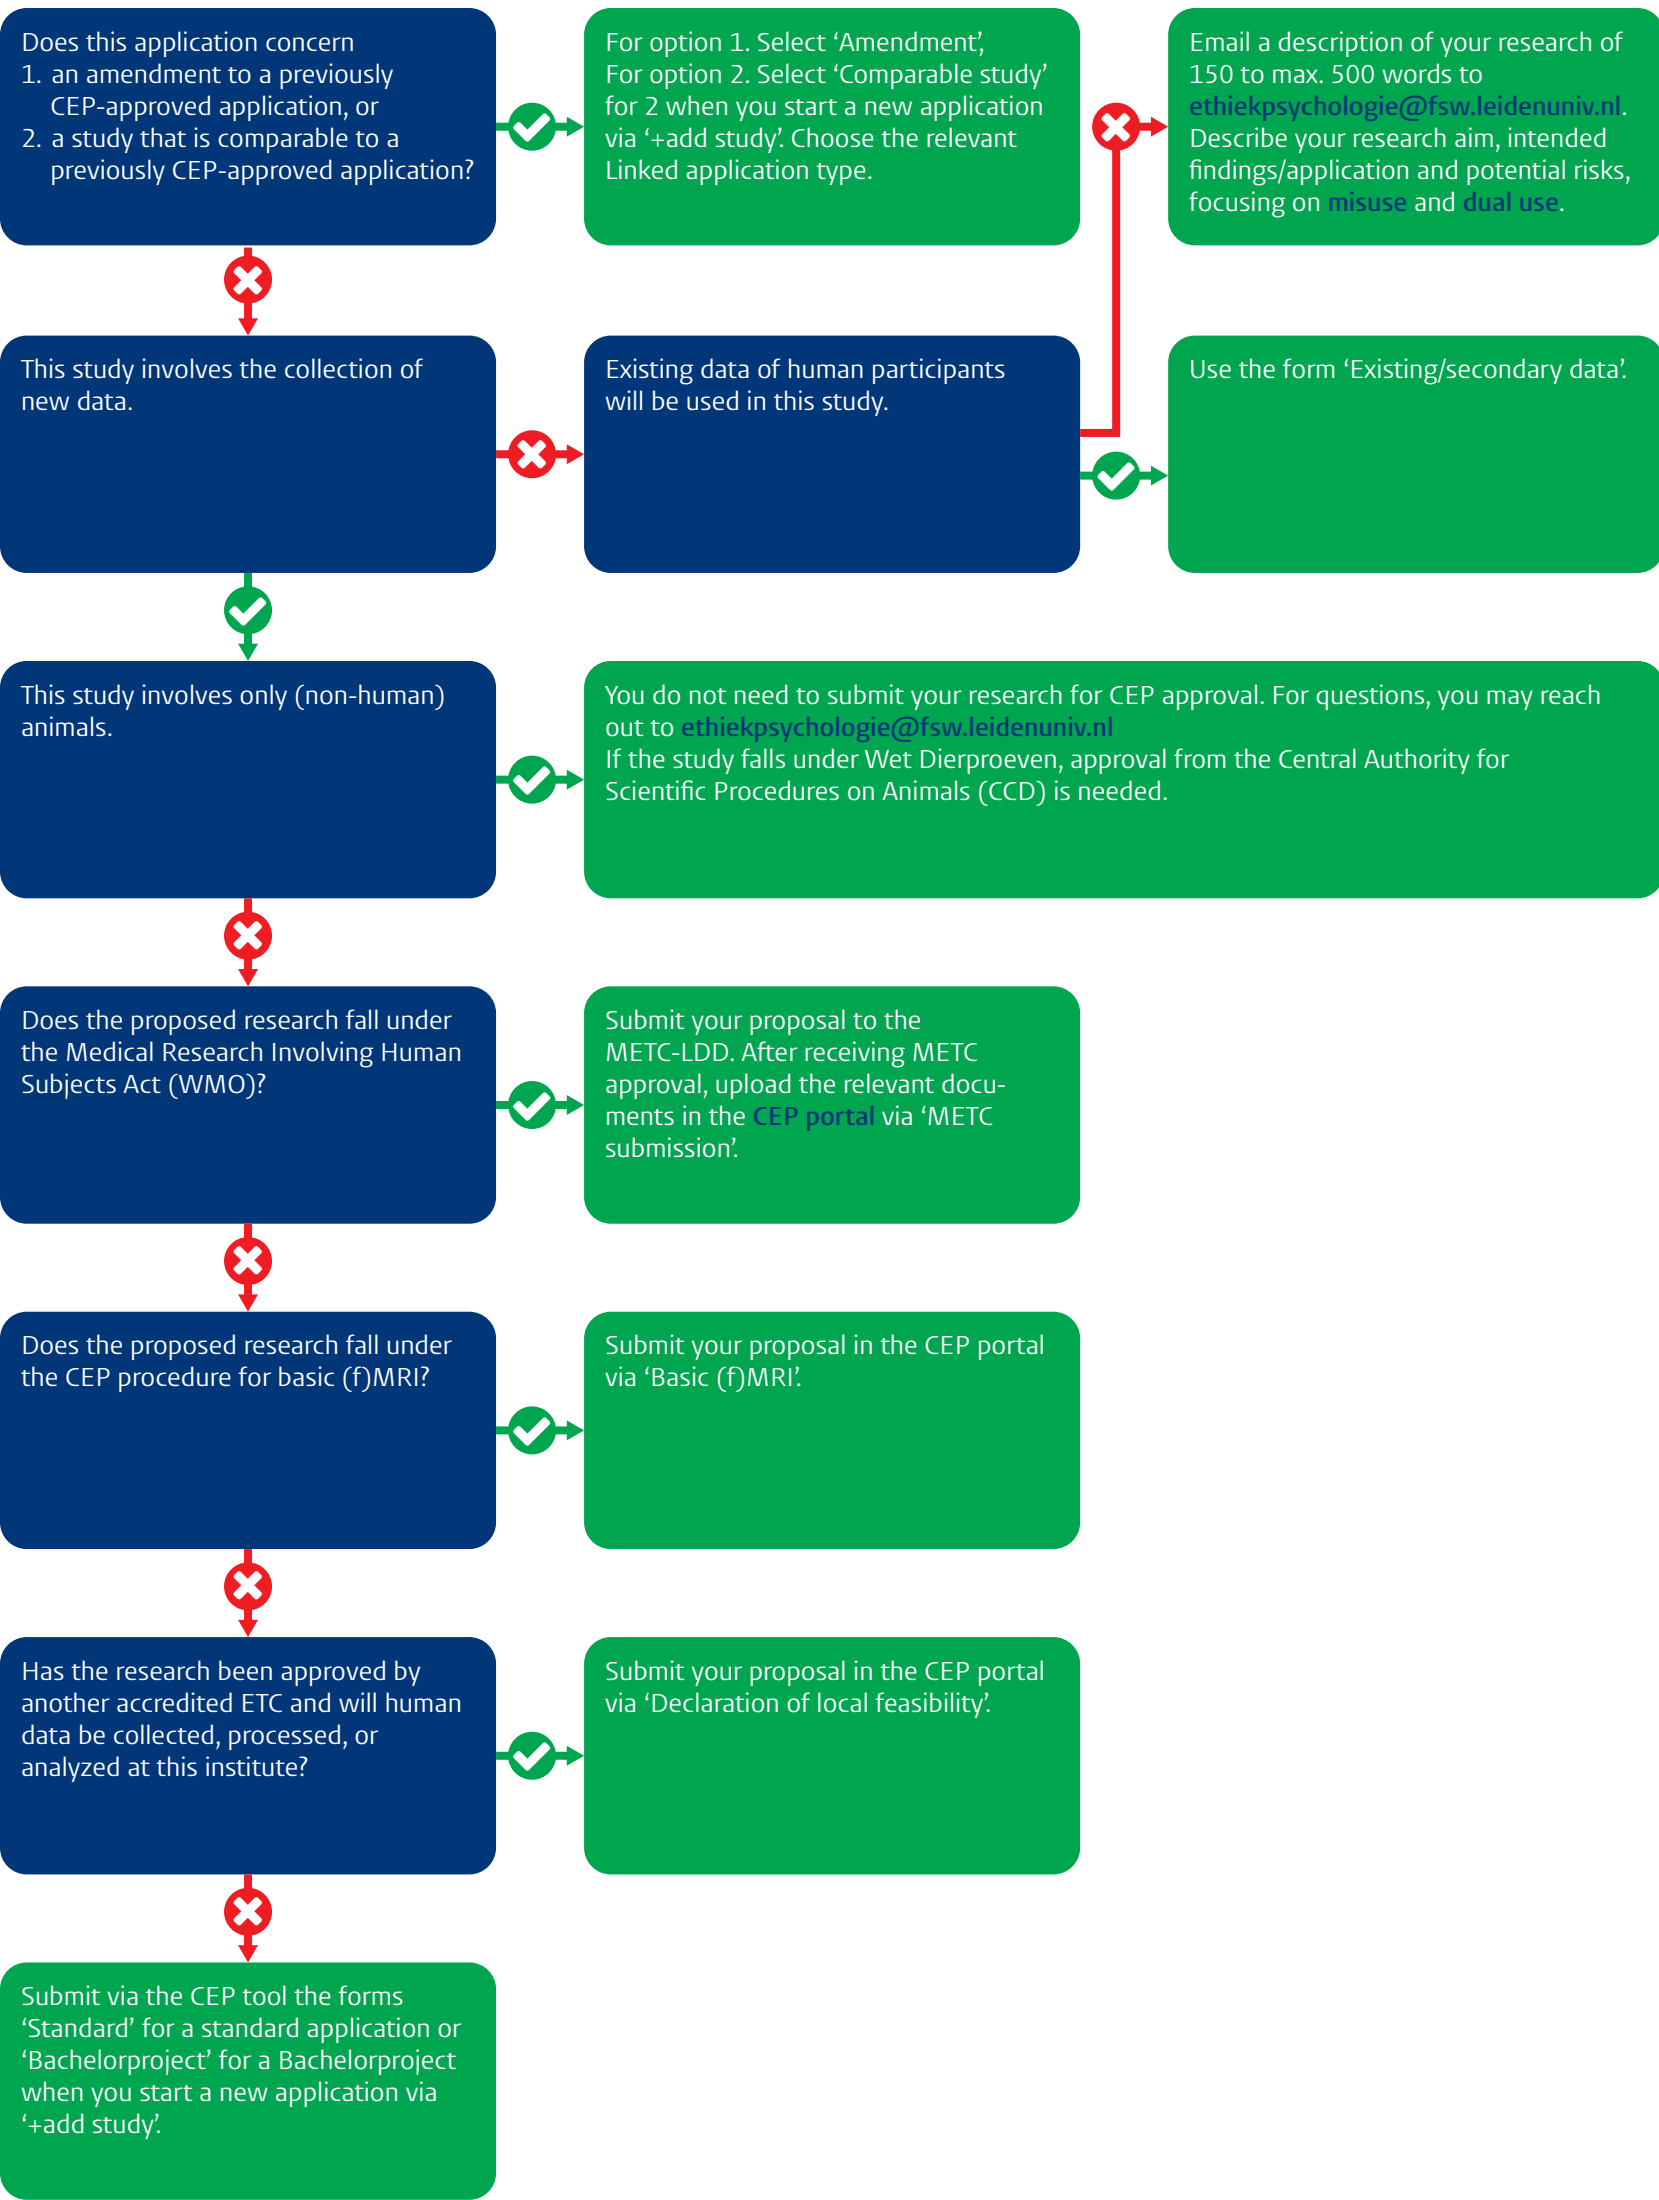 Does this application concern
1. an amendment to a previously
CEP-approved application, or
2. a study that is comparable to a
previously CEP-approved application?
For option 1. Select ‘Amendment’,
For option 2. Select ‘Comparable study’
for 2 when you start a new application
via ‘+add study’. Choose the relevant
Linked application type.
Email a description of your research of
150 to max. 500 words to
ethiekpsychologie@fsw.leidenuniv.nl.
Describe your research aim, intended
findings/application and potential risks,
focusing on misuse and dual use.
This study involves the collection of
new data.
Existing data of human participants
will be used in this study.
Use the form ‘Existing/secondary data’.
This study involves only (non-human)
animals.
You do not need to submit your research for CEP approval. For questions, you may reach
out to ethiekpsychologie@fsw.leidenuniv.nl
If the study falls under Wet Dierproeven, approval from the Central Authority for
Scientific Procedures on Animals (CCD) is needed.
Does the proposed research fall under
the Medical Research Involving Human
Subjects Act (WMO)?
Submit your proposal to the
METC-LDD. After receiving METC
approval, upload the relevant docu-
ments in the CEP portal via ‘METC
submission’.
Does the proposed research fall under
the CEP procedure for basic (f)MRI?
Submit your proposal in the CEP portal
via ‘Basic (f)MRI’.
Has the research been approved by
another accredited ETC and will human
data be collected, processed, or
analyzed at this institute?
Submit your proposal in the CEP portal
via ‘Declaration of local feasibility’.
Submit via the CEP tool the forms
‘Standard’ for a standard application or
‘Bachelorproject’ for a Bachelorproject
when you start a new application via
‘+add study’.